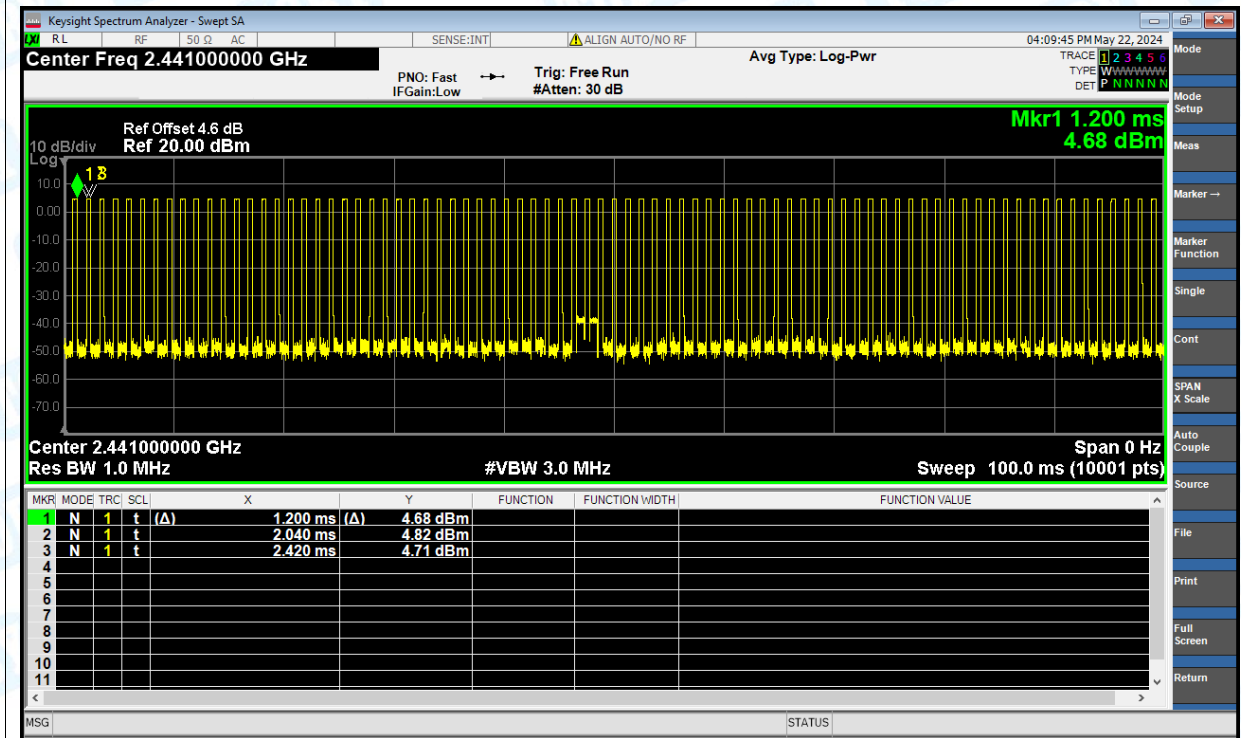 Keysight Spectrum Analyzer - Swept SA
LXI RL RF 50 Ω AC SENSE:INT ALIGN AUTO/NO RF 04:09:45 PM May 22, 2024
Center Freq 2.441000000 GHz
Avg Type: Log-Pwr
TRACE 1 2 3 4 5 6
TYPE WWWWWW
DET P N N N N N
PNO: Fast
IFGain:Low
Trig: Free Run
#Atten: 30 dB
Mkr1 1.200 ms
4.68 dBm
Ref Offset 4.6 dB
10 dB/div Ref 20.00 dBm
Log
1 3
10.0
0.00
-10.0
-20.0
-30.0
-40.0
-50.0
-60.0
-70.0
Center 2.441000000 GHz Span 0 Hz
Res BW 1.0 MHz #VBW 3.0 MHz Sweep 100.0 ms (10001 pts)
MKR MODE TRC SCL X Y FUNCTION FUNCTION WIDTH FUNCTION VALUE
1 N 1 t (Δ) 1.200 ms (Δ) 4.68 dBm
2 N 1 t 2.040 ms 4.82 dBm
3 N 1 t 2.420 ms 4.71 dBm
4
5
6
7
8
9
10
11
MSG STATUS
Mode
Mode
Setup
Meas
Marker →
Marker
Function
Single
Cont
SPAN
X Scale
Auto
Couple
Source
File
Print
Full
Screen
Return